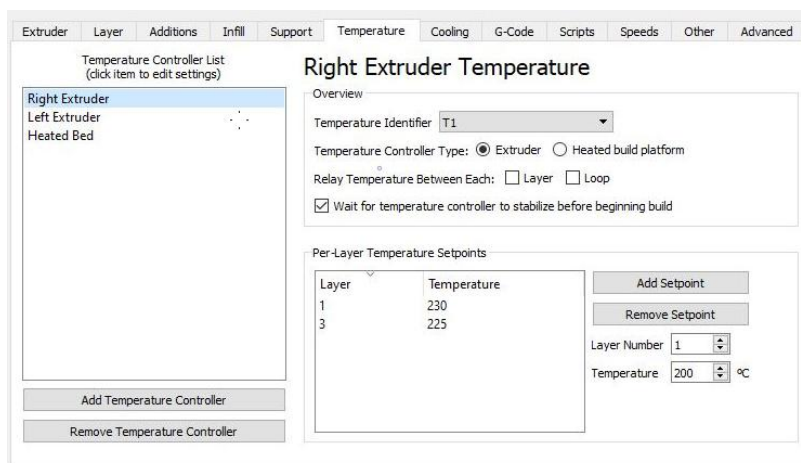 Extruder Layer Additions Infill Support Temperature Cooling G-Code Scripts Speeds Other Advanced
Temperature Controller List
(click item to edit settings)
Right Extruder
Left Extruder
Heated Bed
Add Temperature Controller
Remove Temperature Controller
Right Extruder Temperature
Overview
Temperature Identifier T1
Temperature Controller Type: Extruder Heated build platform
Relay Temperature Between Each: Layer Loop
Wait for temperature controller to stabilize before beginning build
Per-Layer Temperature Setpoints
Layer Temperature
1 230
3 225
Add Setpoint
Remove Setpoint
Layer Number 1
Temperature 200 ºC